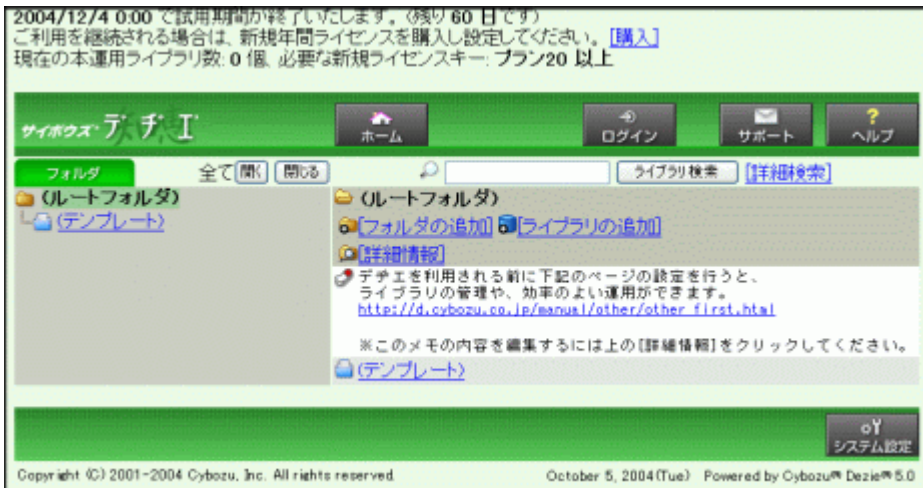 2004/12/4 0:00 で試用期間が終了いたします。(残り 60 日です)
ご利用を継続される場合は、新規年間ライセンスを購入し設定してください。[購入]
現在の本運用ライブラリ数: 0 個, 必要な新規ライセンスキー: プラン20 以上
サイボウズ デヂエ
ホーム
ログイン
サポート
ヘルプ
フォルダ
全て 開く 閉じる
ライブラリ検索 [詳細検索]
(ルートフォルダ)
(テンプレート)
(ルートフォルダ)
[フォルダの追加] [ライブラリの追加]
[詳細情報]
デヂエを利用される前に下記のページの設定を行うと、
ライブラリの管理や、効率のよい運用ができます。
http://d.cybozu.co.jp/manual/other/other_first.html
※このメモの内容を編集するには上の[詳細情報]をクリックしてください。
(テンプレート)
システム設定
Copyright (C) 2001-2004 Cybozu, Inc. All rights reserved.
October 5, 2004(Tue) Powered by Cybozu(R) Dezie(R) 5.0